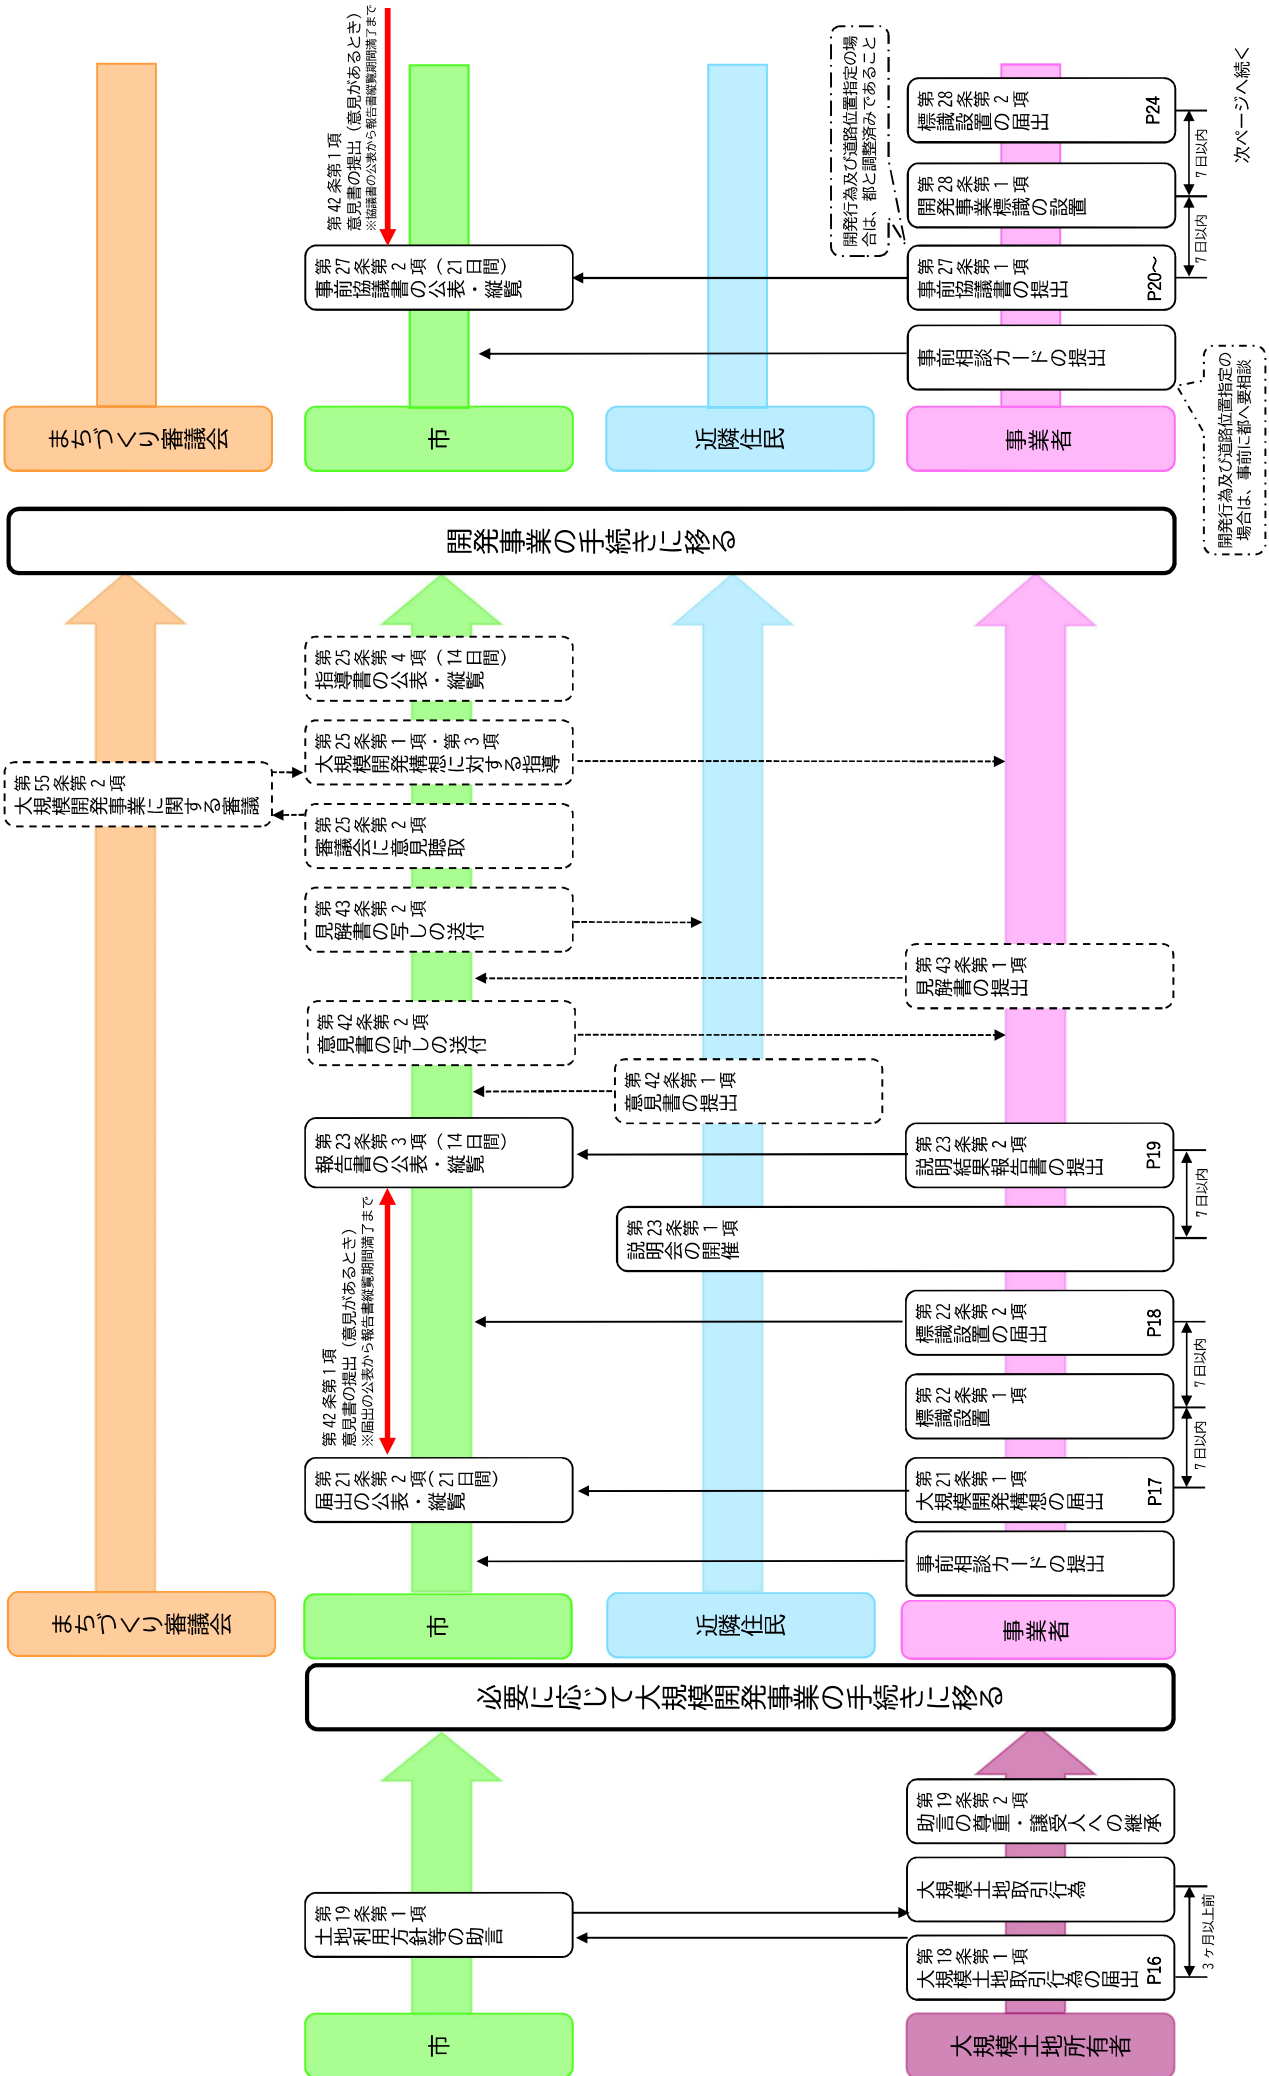 市
大規模土地所有者
第18条第1項
大規模土地取引行為の届出
P16
3ヶ月以上前
第19条第1項
土地利用方針等の助言
大規模土地取引行為
第19条第2項
助言の尊重・譲受人への継承
必要に応じて大規模開発事業の手続きに移る
まちづくり審議会
市
近隣住民
事業者
事前相談カードの提出
第21条第1項
大規模開発構想の届出
P17
7日以内
第21条第2項(21日間)
届出の公表・縦覧
第22条第1項
標識設置
7日以内
第22条第2項
標識設置の届出
P18
第42条第1項
意見書の提出(意見があるとき)
※届出の公表から報告書縦覧期間満了まで
第23条第1項
説明会の開催
7日以内
第23条第2項
説明結果報告書の提出
P19
第23条第3項(14日間)
報告書の公表・縦覧
第42条第1項
意見書の提出
第42条第2項
意見書の写しの送付
第43条第1項
見解書の提出
第43条第2項
見解書の写しの送付
第25条第2項
審議会に意見聴取
第55条第2項
大規模開発事業に関する審議
第25条第1項・第3項
大規模開発構想に対する指導
第25条第4項(14日間)
指導書の公表・縦覧
開発事業の手続きに移る
まちづくり審議会
市
近隣住民
事業者
開発行為及び道路位置指定の
場合は、事前に都へ要相談
事前相談カードの提出
第27条第1項
事前協議書の提出
P20~
7日以内
第27条第2項(21日間)
事前協議書の公表・縦覧
開発行為及び道路位置指定の場
合は、都と調整済みであること
第28条第1項
開発事業標識の設置
7日以内
第28条第2項
標識設置の届出
P24
第42条第1項
意見書の提出(意見があるとき)
※協議書の公表から報告書縦覧期間満了まで
次ページへ続く